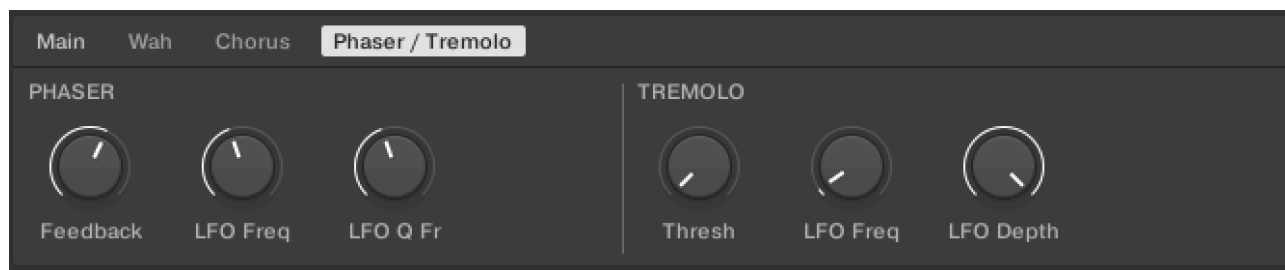 Main Wah Chorus Phaser / Tremolo
PHASER TREMOLO
Feedback LFO Freq LFO Q Fr Thresh LFO Freq LFO Depth